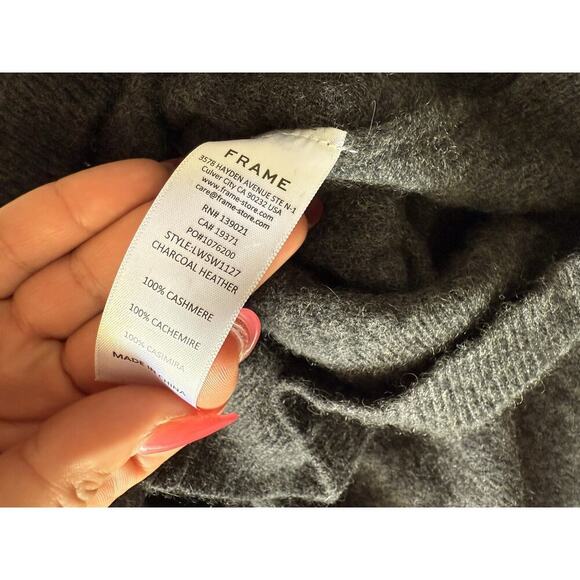 FRAME
3578 HAYDEN AVENUE STE N-1
Culver City CA 90232 USA
www.frame-store.com
care@frame-store.com
RN# 139021
CA# 19371
PO#1076200
STYLE:LWSW1127
CHARCOAL HEATHER
100% CASHMERE
100% CACHEMIRE
100% CASIMIRA
MADE IN CHINA